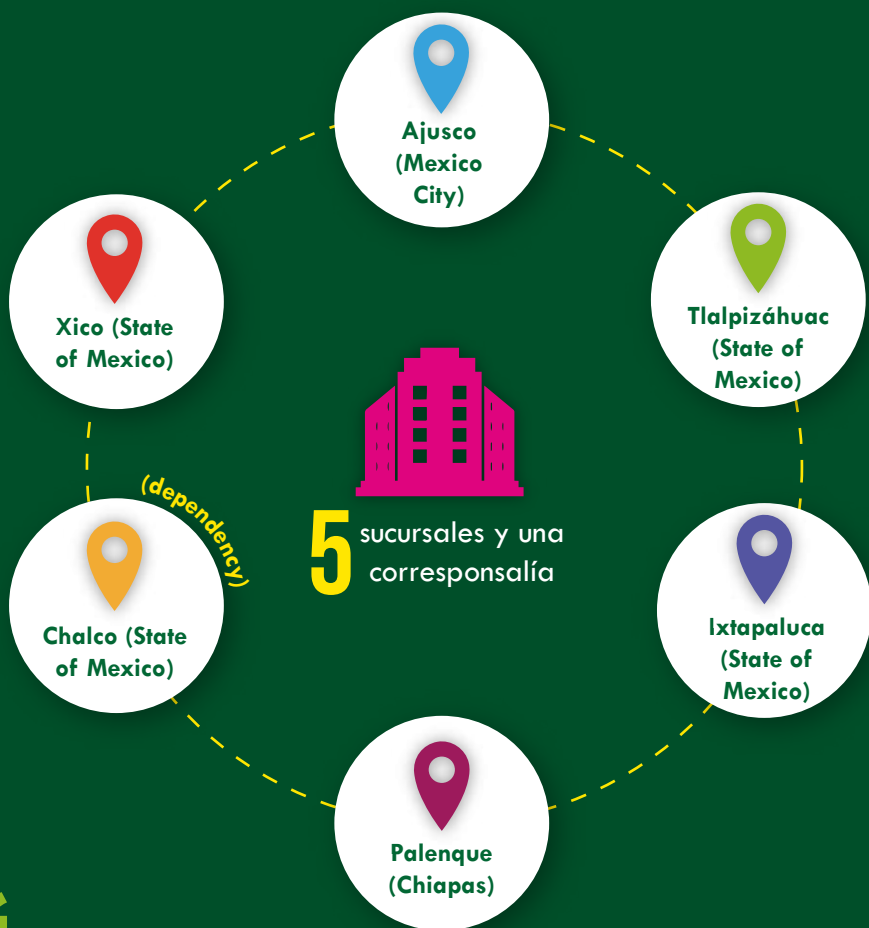 Ajusco
(Mexico
City)
Xico (State
of Mexico)
Tlalpizáhuac
(State of
Mexico)
(dependency)
5 sucursales y una
corresponsalía
Chalco (State
of Mexico)
Ixtapaluca
(State of
Mexico)
Palenque
(Chiapas)